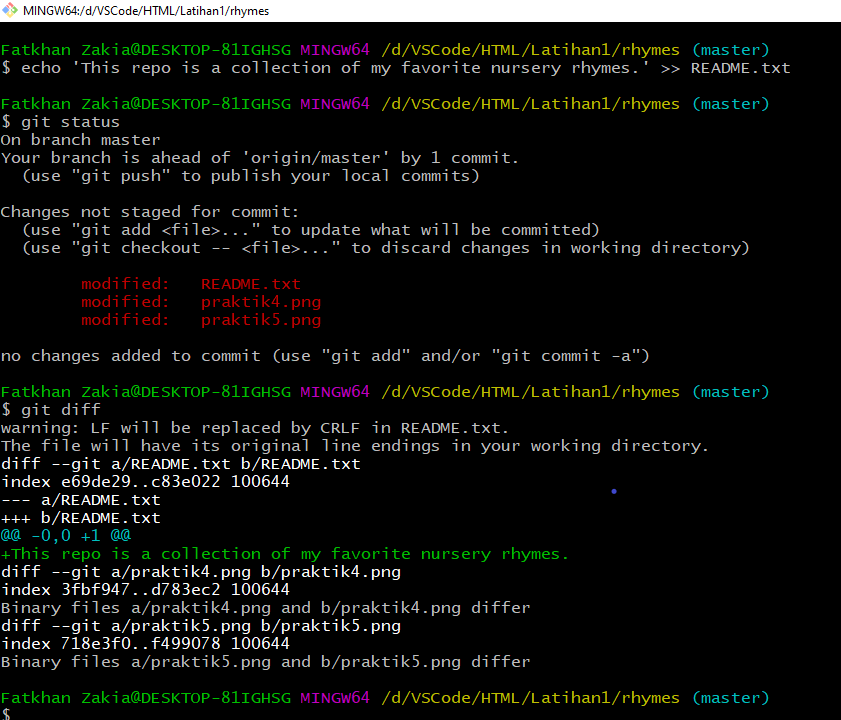 MINGW64:/d/VSCode/HTML/Latihan1/rhymes
Fatkhan Zakia@DESKTOP-81IGHSG MINGW64 /d/VSCode/HTML/Latihan1/rhymes (master)
$ echo 'This repo is a collection of my favorite nursery rhymes.' >> README.txt
Fatkhan Zakia@DESKTOP-81IGHSG MINGW64 /d/VSCode/HTML/Latihan1/rhymes (master)
$ git status
On branch master
Your branch is ahead of 'origin/master' by 1 commit.
  (use "git push" to publish your local commits)
Changes not staged for commit:
  (use "git add <file>..." to update what will be committed)
  (use "git checkout -- <file>..." to discard changes in working directory)
        modified:   README.txt
        modified:   praktik4.png
        modified:   praktik5.png
no changes added to commit (use "git add" and/or "git commit -a")
Fatkhan Zakia@DESKTOP-81IGHSG MINGW64 /d/VSCode/HTML/Latihan1/rhymes (master)
$ git diff
warning: LF will be replaced by CRLF in README.txt.
The file will have its original line endings in your working directory.
diff --git a/README.txt b/README.txt
index e69de29..c83e022 100644
--- a/README.txt
+++ b/README.txt
@@ -0,0 +1 @@
+This repo is a collection of my favorite nursery rhymes.
diff --git a/praktik4.png b/praktik4.png
index 3fbf947..d783ec2 100644
Binary files a/praktik4.png and b/praktik4.png differ
diff --git a/praktik5.png b/praktik5.png
index 718e3f0..f499078 100644
Binary files a/praktik5.png and b/praktik5.png differ
Fatkhan Zakia@DESKTOP-81IGHSG MINGW64 /d/VSCode/HTML/Latihan1/rhymes (master)
$